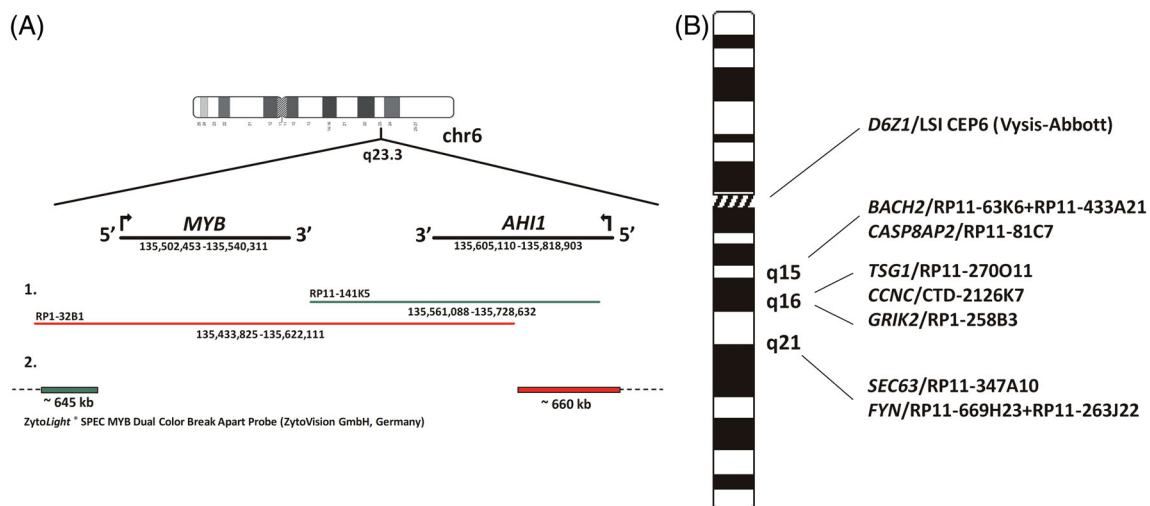 (A)
chr6
q23.3
5’ MYB 3’
135,502,453-135,540,311
3’ AHI1 5’
135,605,110-135,818,903
1.
RP11-141K5
135,561,088-135,728,632
RP1-32B1
135,433,825-135,622,111
2.
~ 645 kb
~ 660 kb
ZytoLight ® SPEC MYB Dual Color Break Apart Probe (ZytoVision GmbH, Germany)
(B)
D6Z1/LSI CEP6 (Vysis-Abbott)
BACH2/RP11-63K6+RP11-433A21
CASP8AP2/RP11-81C7
q15
TSG1/RP11-270O11
q16
CCNC/CTD-2126K7
GRIK2/RP1-258B3
q21
SEC63/RP11-347A10
FYN/RP11-669H23+RP11-263J22